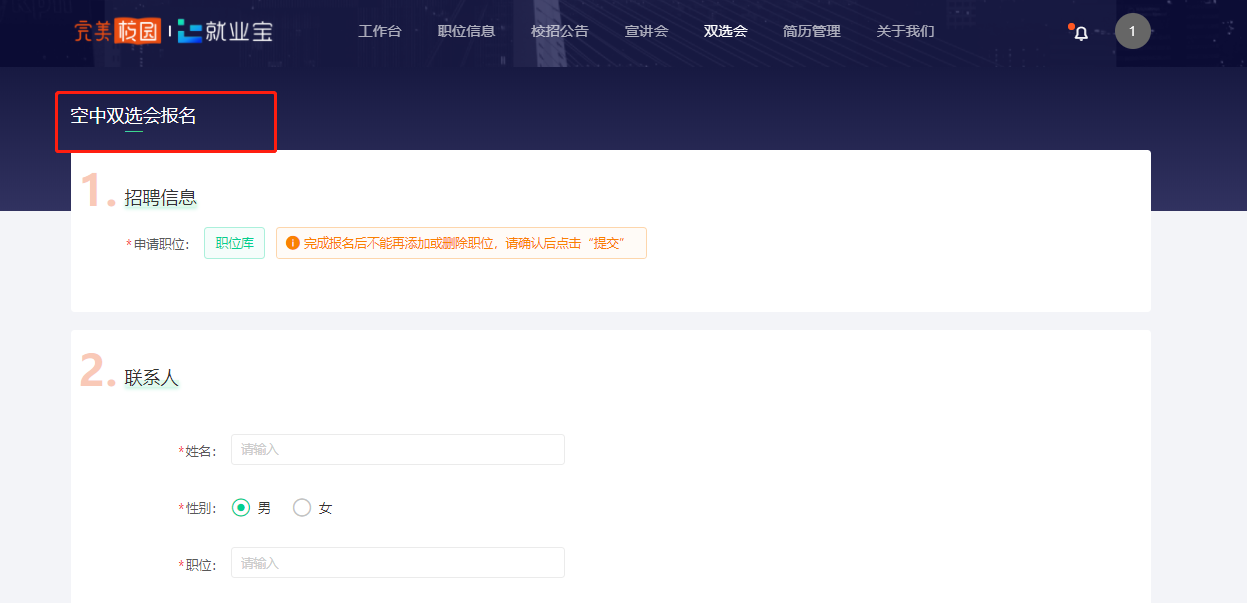 完美校园 就业宝 工作台 职位信息 校招公告 宣讲会 双选会 简历管理 关于我们 1
空中双选会报名
1. 招聘信息
*申请职位: 职位库 完成报名后不能再添加或删除职位，请确认后点击“提交”
2. 联系人
*姓名: 请输入
*性别: 男 女
*职位: 请输入